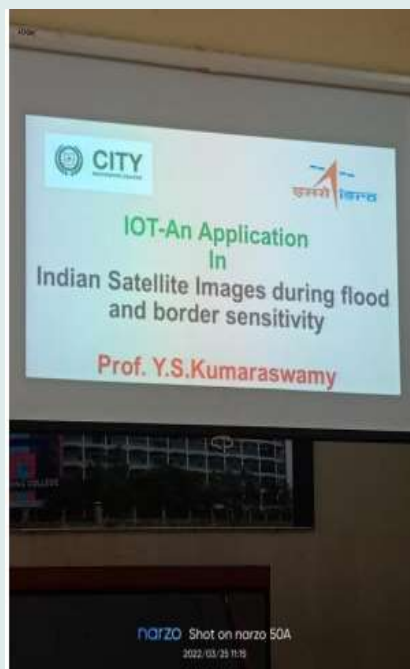 CITY
इसरो isro
IOT-An Application
In
Indian Satellite Images during flood
and border sensitivity
Prof. Y.S.Kumaraswamy
COLLEGE
narzo Shot on narzo 50A
2022/03/25 11:15